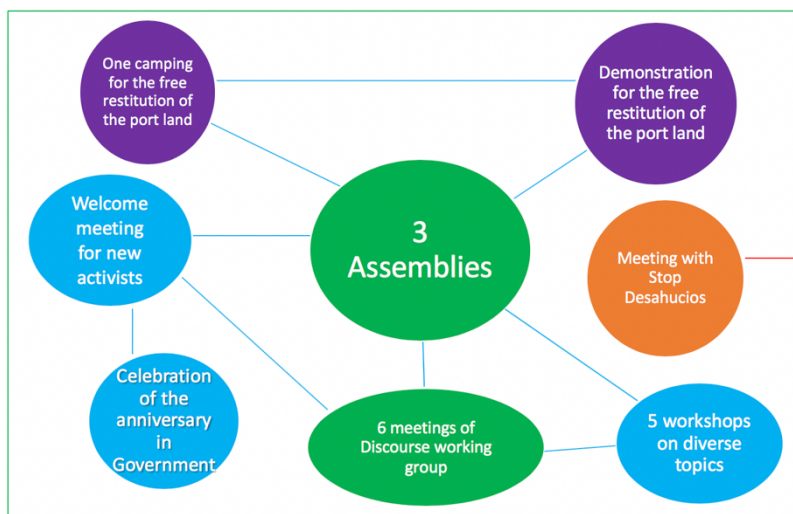 One camping
for the free
restitution of
the port land
Demonstration
for the free
restitution of
the port land
Welcome
meeting
for new
activists
3
Assemblies
Meeting with
Stop
Desahucios
Celebration
of the
anniversary
in
Government
6 meetings of
Discourse working
group
5 workshops
on diverse
topics